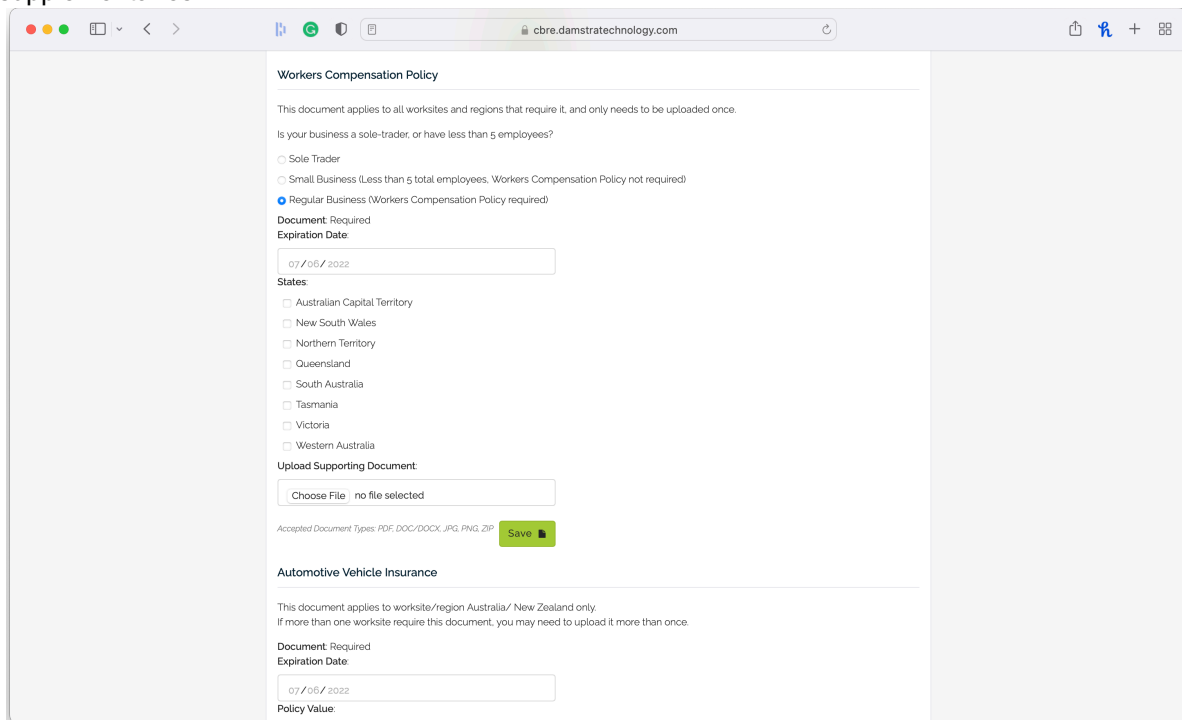 cbre.damstratechnology.com
Workers Compensation Policy
This document applies to all worksites and regions that require it, and only needs to be uploaded once.
Is your business a sole-trader, or have less than 5 employees?
Sole Trader
Small Business (Less than 5 total employees, Workers Compensation Policy not required)
Regular Business (Workers Compensation Policy required)
Document: Required
Expiration Date:
07/06/2022
States:
Australian Capital Territory
New South Wales
Northern Territory
Queensland
South Australia
Tasmania
Victoria
Western Australia
Upload Supporting Document:
Choose File no file selected
Accepted Document Types: PDF, DOC/DOCX, JPG, PNG, ZIP Save
Automotive Vehicle Insurance
This document applies to worksite/region Australia/ New Zealand only.
If more than one worksite require this document, you may need to upload it more than once.
Document: Required
Expiration Date:
07/06/2022
Policy Value: